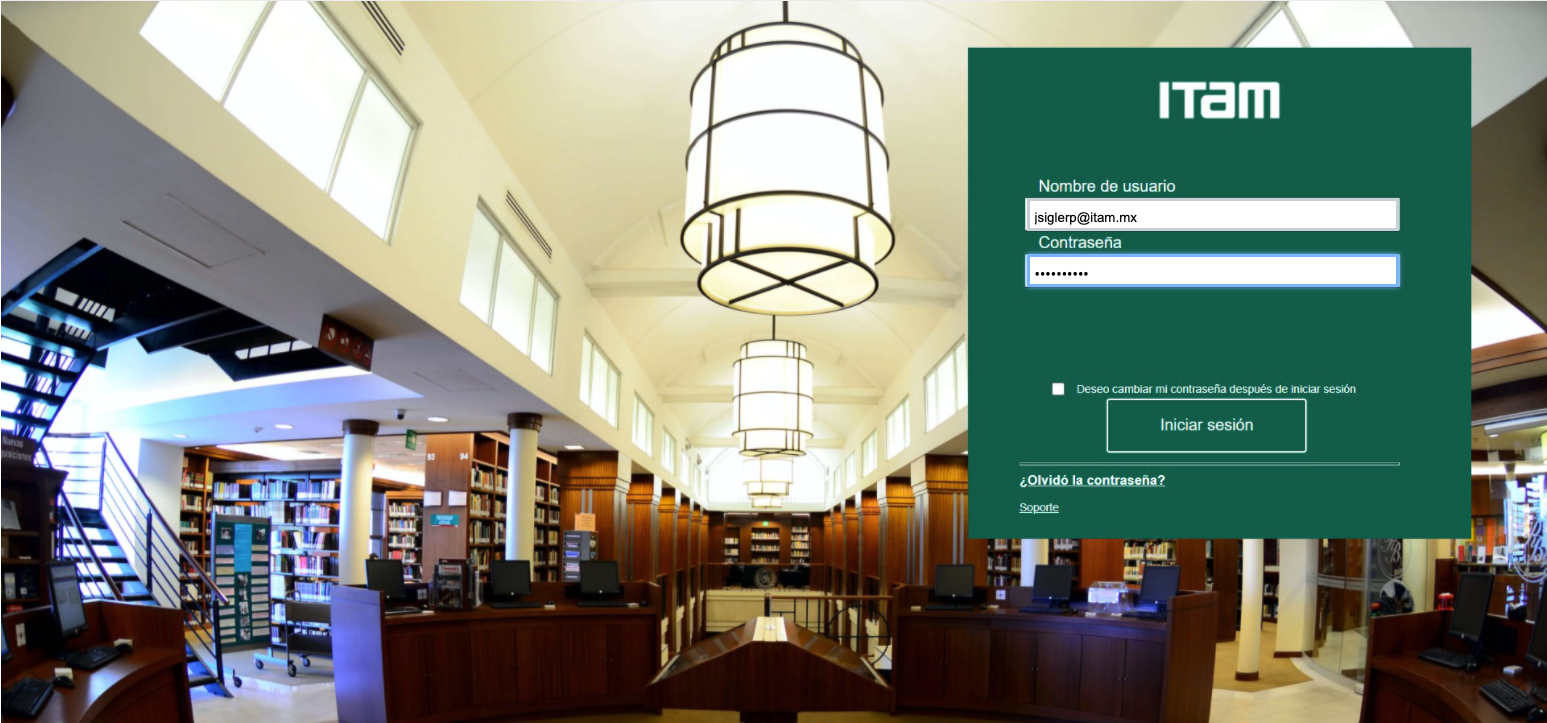 ITam
Nombre de usuario
jsiglerp@itam.mx
Contraseña
••••••••••
Deseo cambiar mi contraseña después de iniciar sesión
Iniciar sesión
¿Olvidó la contraseña?
Soporte
93 94
Nuevas